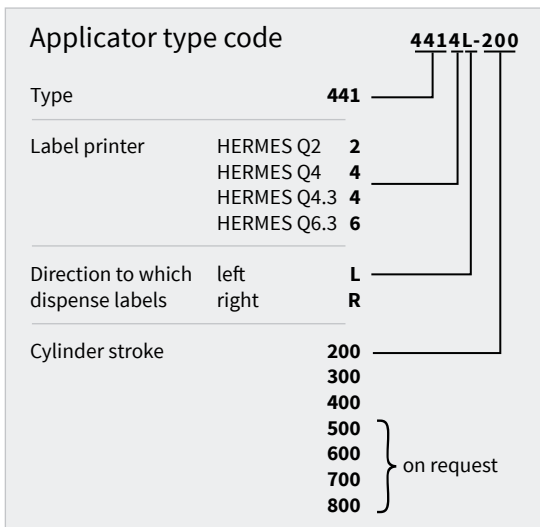 Applicator type code 4414L-200
Type 441
Label printer HERMES Q2 2
HERMES Q4 4
HERMES Q4.3 4
HERMES Q6.3 6
Direction to which left L
dispense labels right R
Cylinder stroke 200
300
400
500
600
on request
700
800